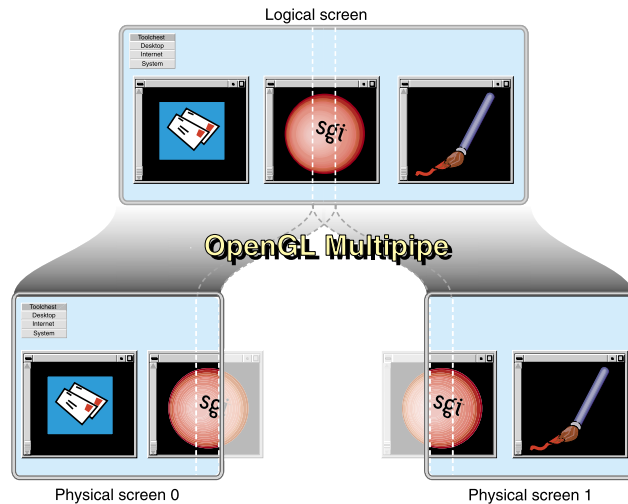 Logical screen
Toolchest
Desktop
Internet
System
sgi
OpenGL Multipipe
Toolchest
Desktop
Internet
System
sgi
sgi
Physical screen 0
Physical screen 1